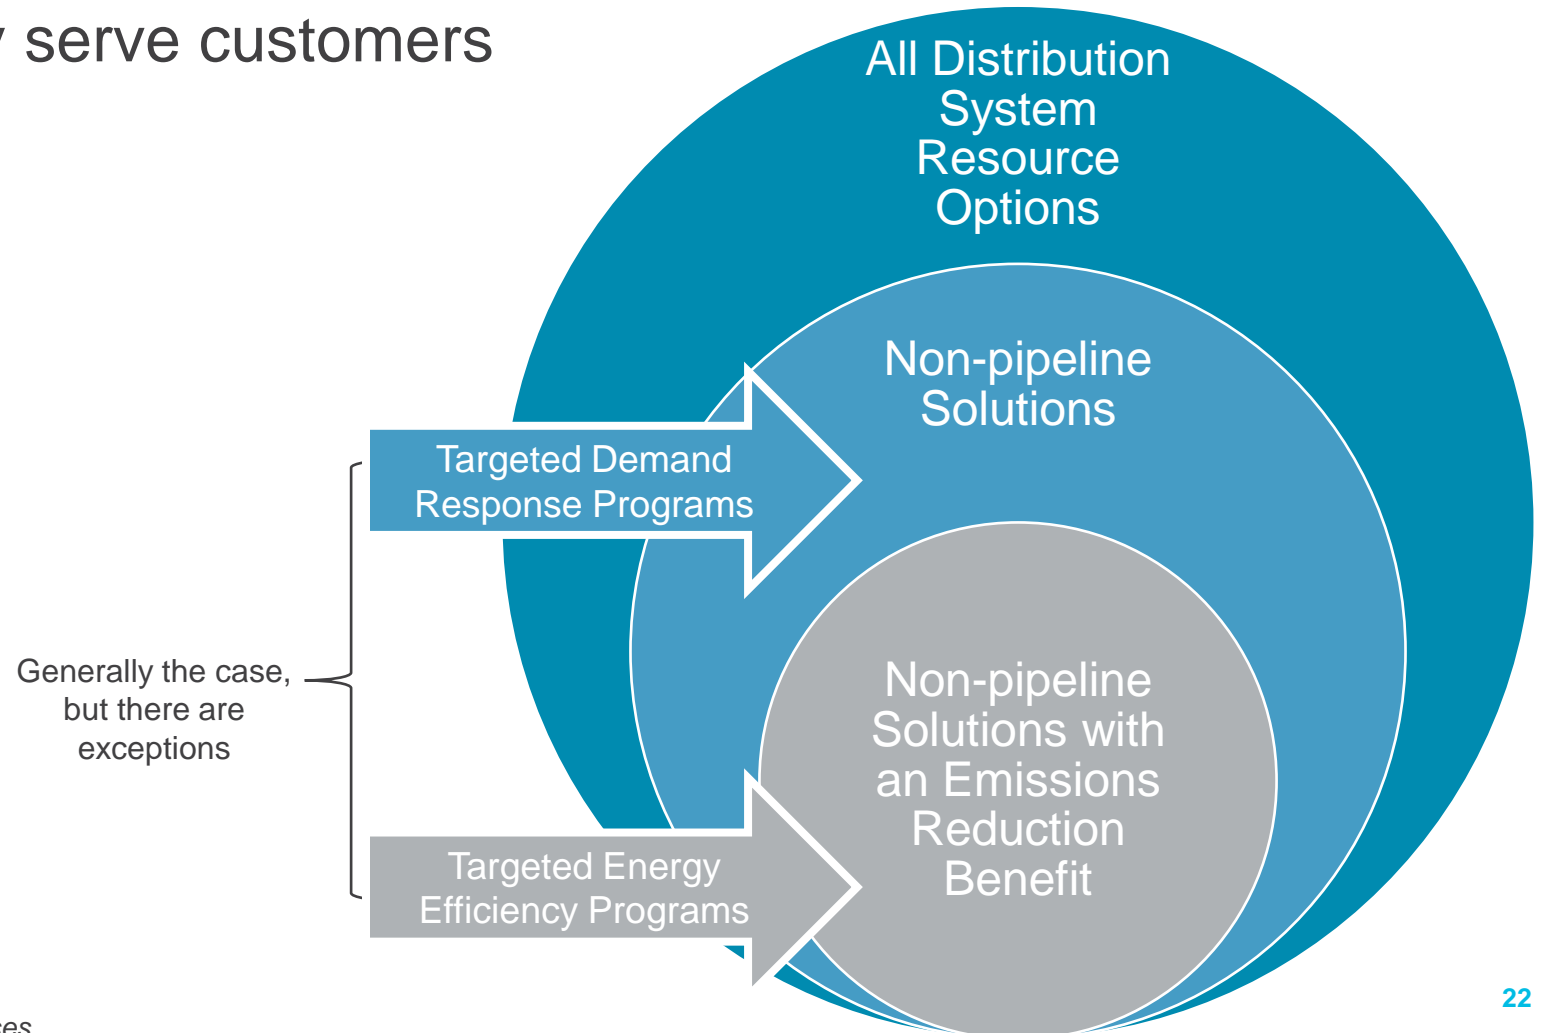 serve customers
All Distribution
System
Resource
Options
Non-pipeline
Solutions
Targeted Demand
Response Programs
Generally the case,
but there are
exceptions
Non-pipeline
Solutions with
an Emissions
Reduction
Benefit
Targeted Energy
Efficiency Programs
22